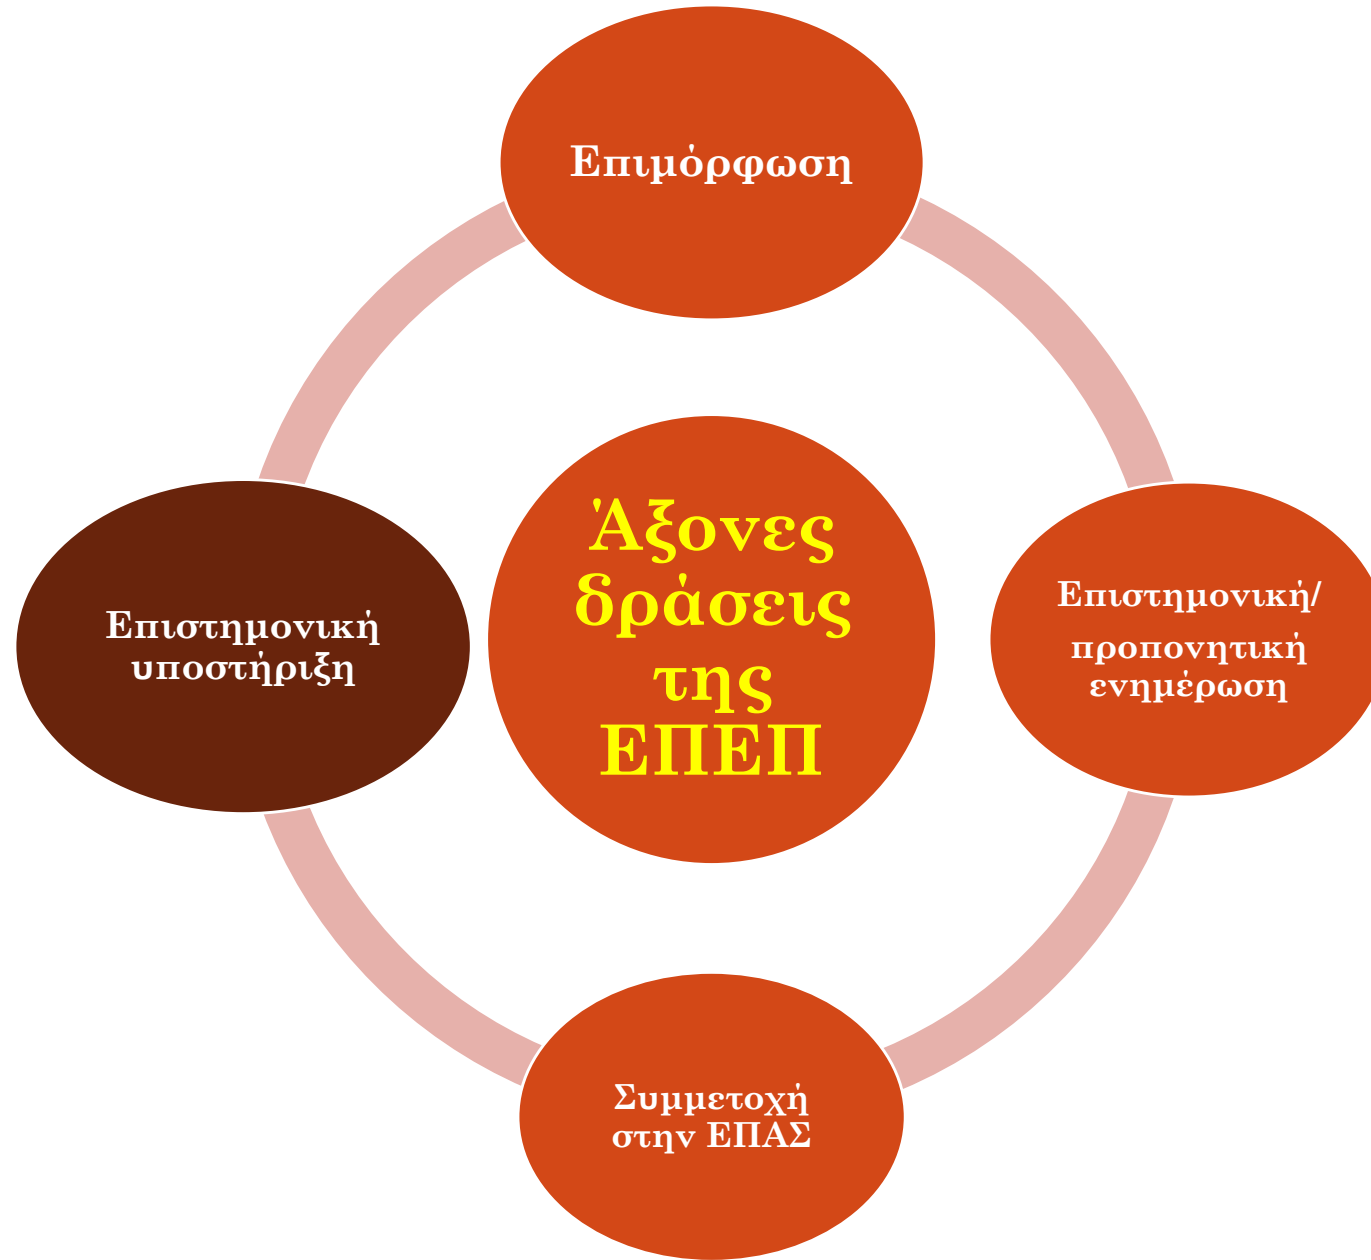 Επιμόρφωση
Άξονες
δράσεις
της
ΕΠΕΠ
Επιστημονική/
προπονητική
ενημέρωση
Επιστημονική
υποστήριξη
Συμμετοχή
στην ΕΠΑΣ